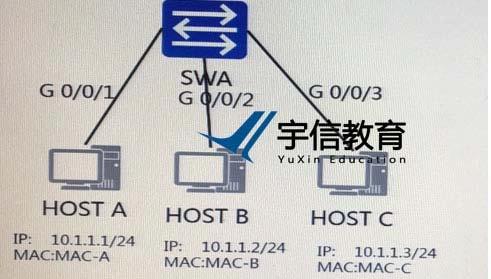 SWA
G 0/0/1
G 0/0/2
G 0/0/3
宇信教育
YuXin Education
HOST A
HOST B
HOST C
IP: 10.1.1.1/24
MAC:MAC-A
IP: 10.1.1.2/24
MAC:MAC-B
IP: 10.1.1.3/24
MAC:MAC-C